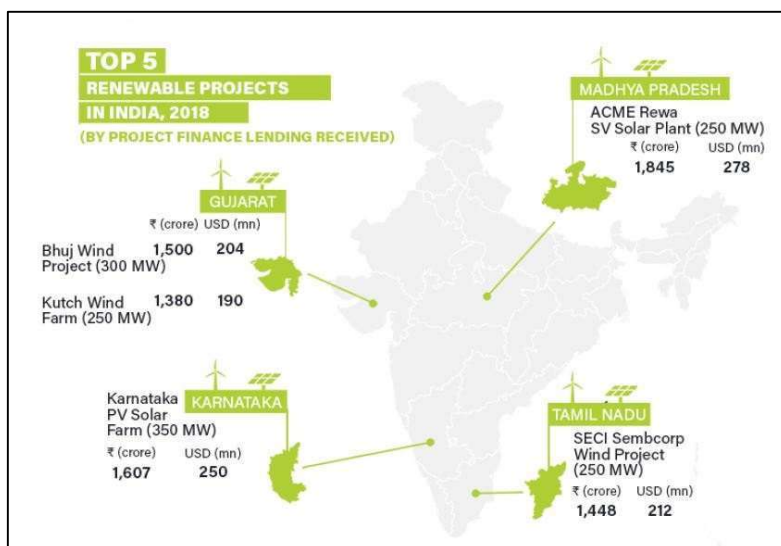 TOP 5
RENEWABLE PROJECTS
IN INDIA, 2018
(BY PROJECT FINANCE LENDING RECEIVED)
MADHYA PRADESH
ACME Rewa
SV Solar Plant (250 MW)
₹ (crore) USD (mn)
1,845 278
GUJARAT
₹ (crore) USD (mn)
Bhuj Wind 1,500 204
Project (300 MW)
Kutch Wind 1,380 190
Farm (250 MW)
KARNATAKA
Karnataka
PV Solar
Farm (350 MW)
₹ (crore) USD (mn)
1,607 250
TAMIL NADU
SECI Sembcorp
Wind Project
(250 MW)
₹ (crore) USD (mn)
1,448 212